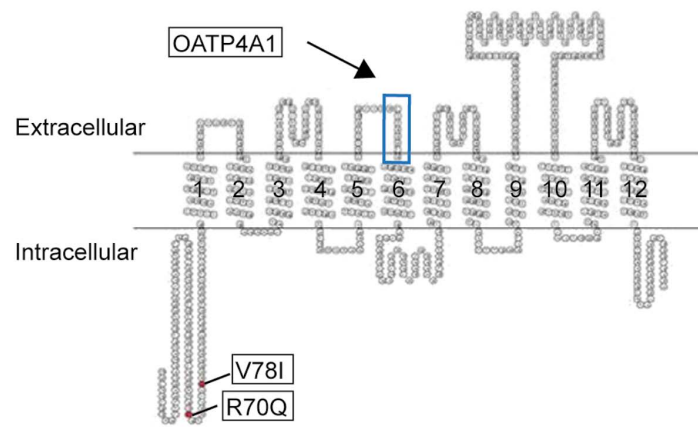 OATP4A1
Extracellular
1 2 3 4 5 6 7 8 9 10 11 12
Intracellular
V78I
R70Q